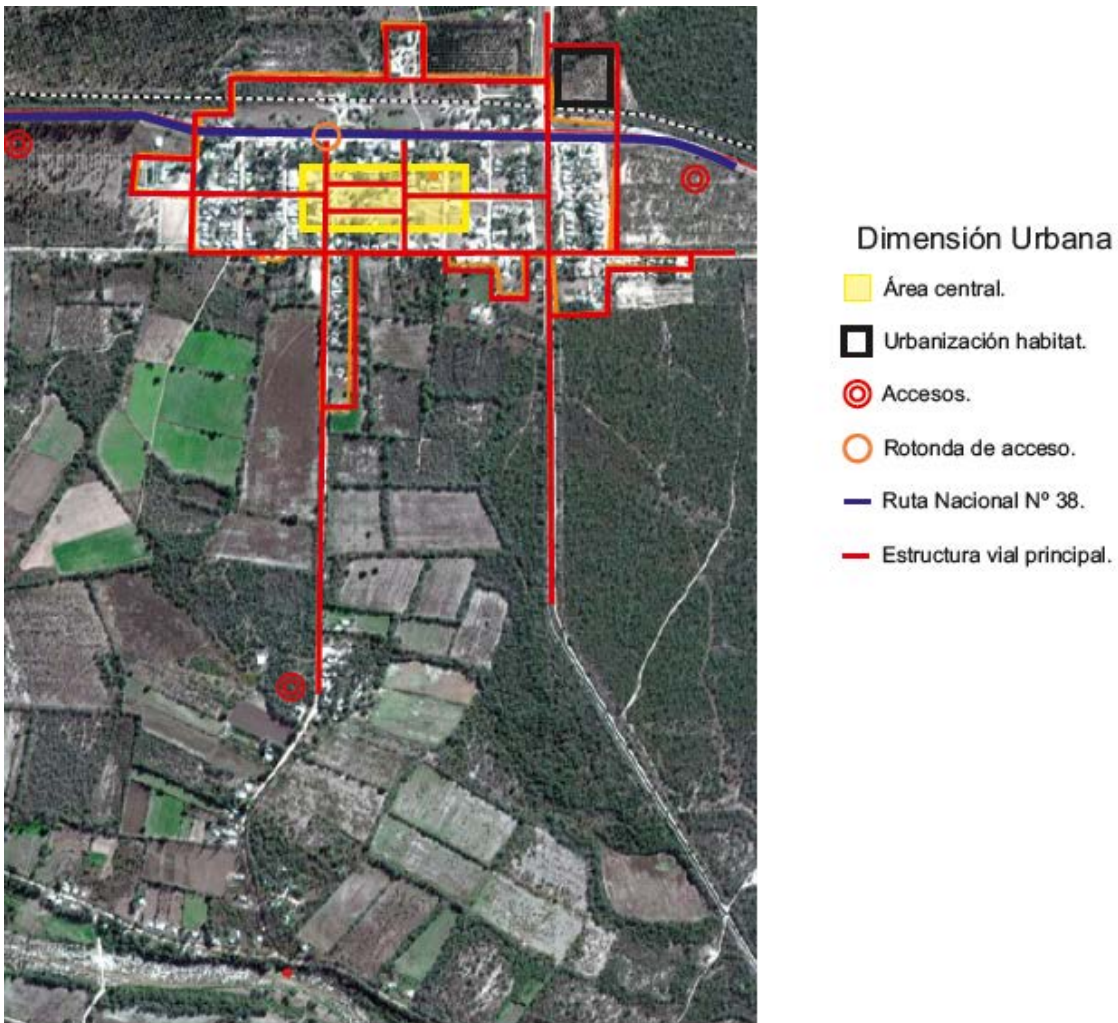 Dimensión Urbana
Área central.
Urbanización habitat.
Accesos.
Rotonda de acceso.
Ruta Nacional Nº 38.
Estructura vial principal.